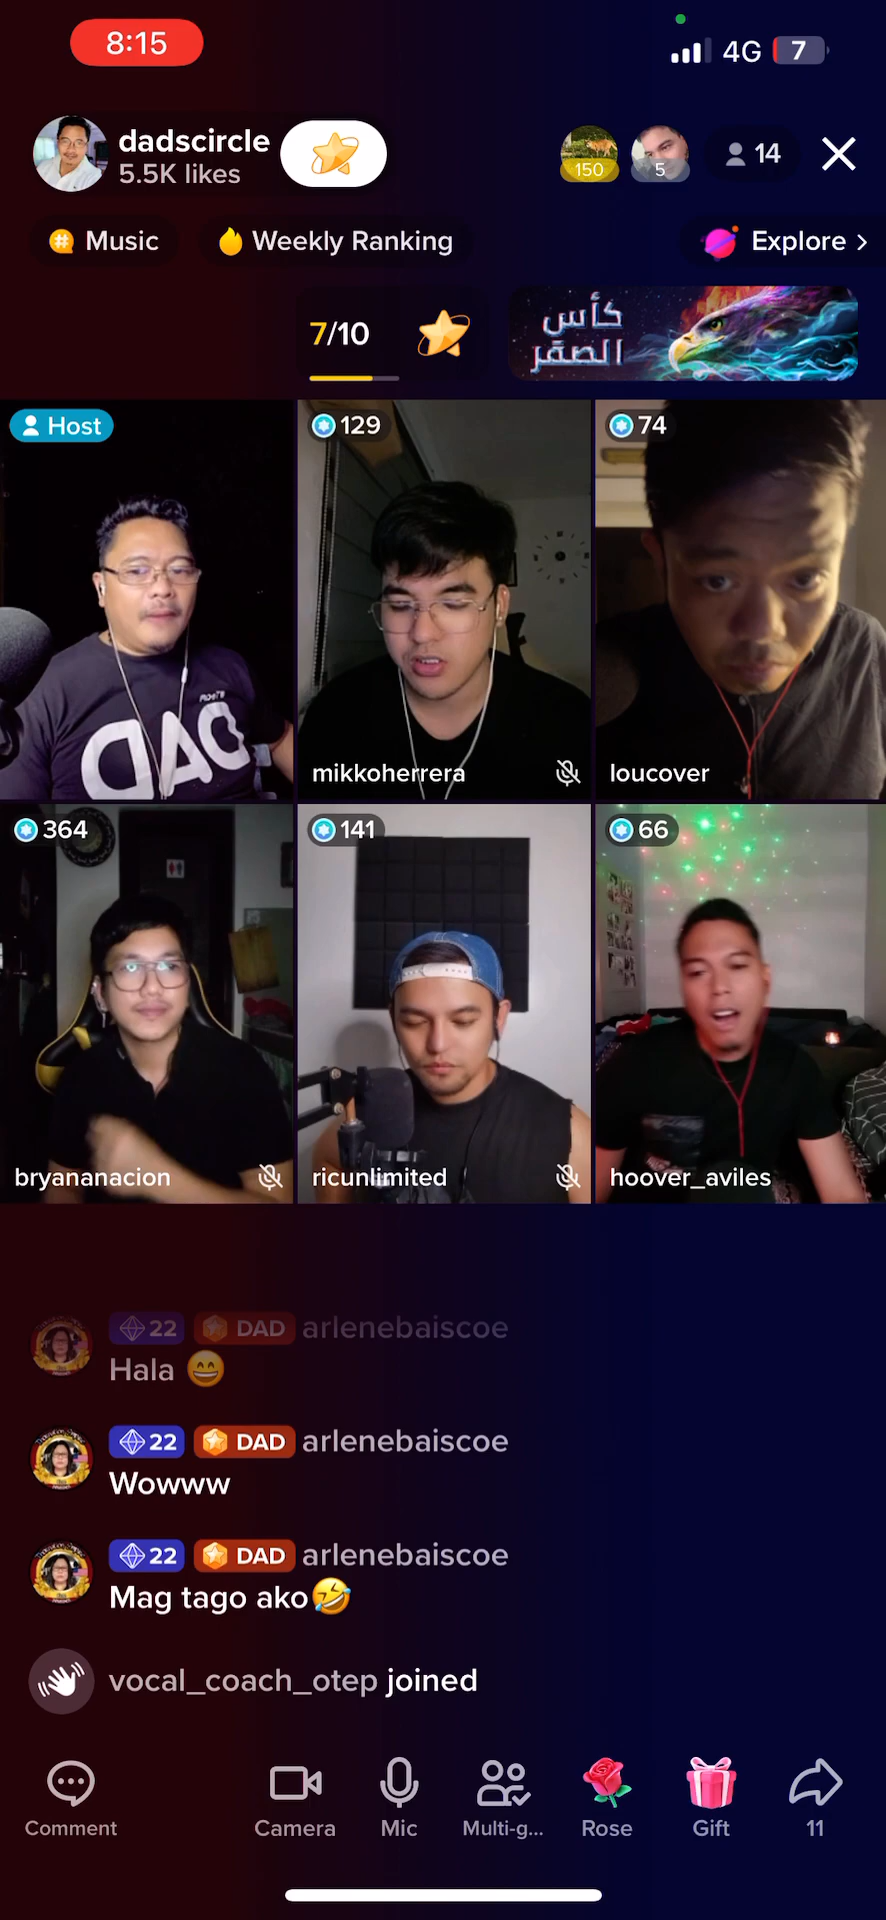 8:15
4G 7
dadscircle
5.5K likes
150
5
14
Music
Weekly Ranking
Explore
7/10
كأس
الصقر
Host
129
74
DAD
mikkoherrera
loucover
364
141
66
bryananacion
ricunlimited
hoover_aviles
22 DAD arlenebaiscoe
Hala 😄
22 DAD arlenebaiscoe
Wowww
22 DAD arlenebaiscoe
Mag tago ako🤣
vocal_coach_otep joined
Comment
Camera
Mic
Multi-g...
Rose
Gift
11